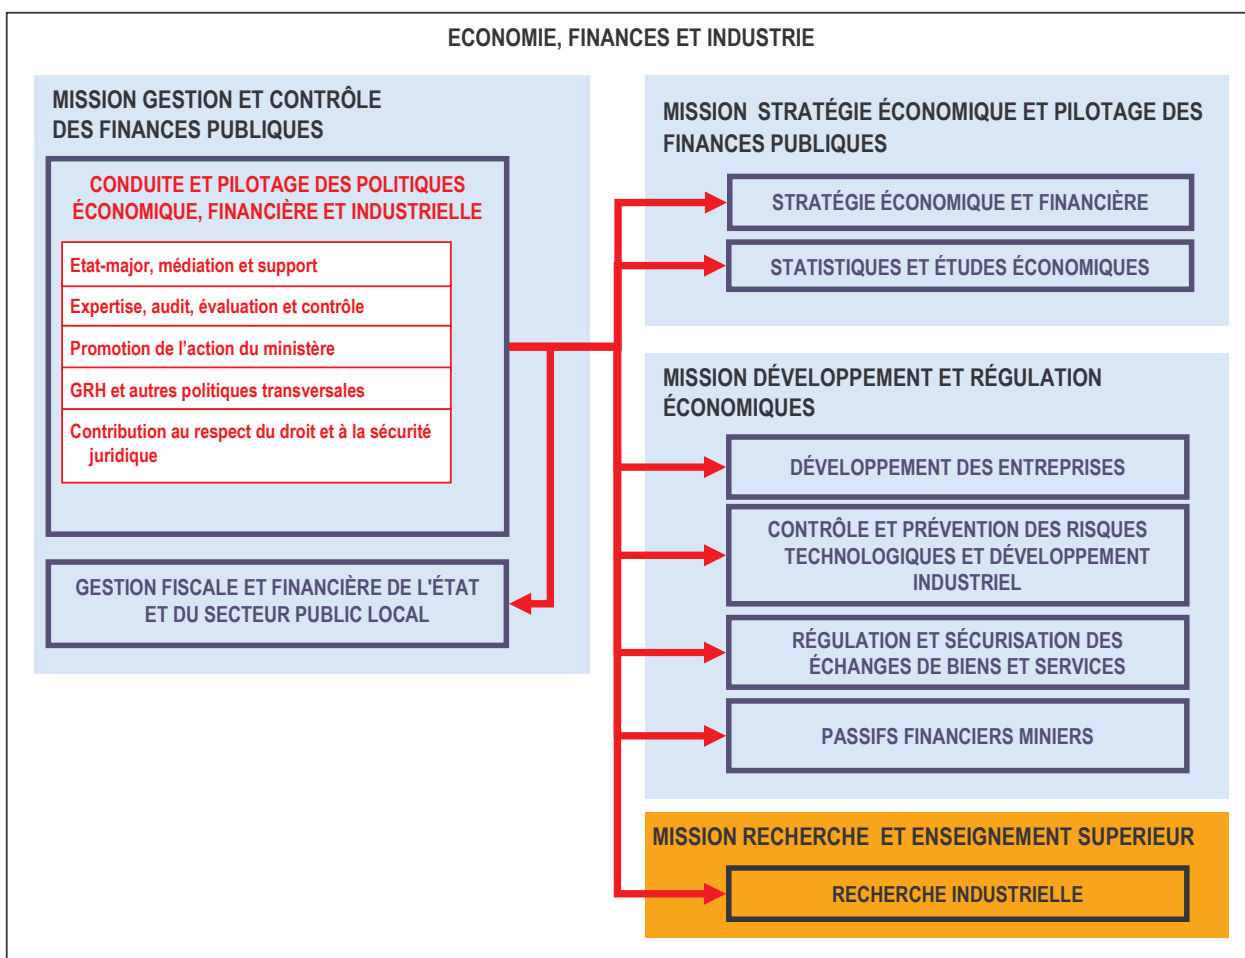 ECONOMIE, FINANCES ET INDUSTRIE
MISSION GESTION ET CONTRÔLE
DES FINANCES PUBLIQUES
CONDUITE ET PILOTAGE DES POLITIQUES
ÉCONOMIQUE, FINANCIÈRE ET INDUSTRIELLE
Etat-major, médiation et support
Expertise, audit, évaluation et contrôle
Promotion de l’action du ministère
GRH et autres politiques transversales
Contribution au respect du droit et à la sécurité
juridique
GESTION FISCALE ET FINANCIÈRE DE L'ÉTAT
ET DU SECTEUR PUBLIC LOCAL
MISSION STRATÉGIE ÉCONOMIQUE ET PILOTAGE DES
FINANCES PUBLIQUES
STRATÉGIE ÉCONOMIQUE ET FINANCIÈRE
STATISTIQUES ET ÉTUDES ÉCONOMIQUES
MISSION DÉVELOPPEMENT ET RÉGULATION
ÉCONOMIQUES
DÉVELOPPEMENT DES ENTREPRISES
CONTRÔLE ET PRÉVENTION DES RISQUES
TECHNOLOGIQUES ET DÉVELOPPEMENT
INDUSTRIEL
RÉGULATION ET SÉCURISATION DES
ÉCHANGES DE BIENS ET SERVICES
PASSIFS FINANCIERS MINIERS
MISSION RECHERCHE ET ENSEIGNEMENT SUPERIEUR
RECHERCHE INDUSTRIELLE